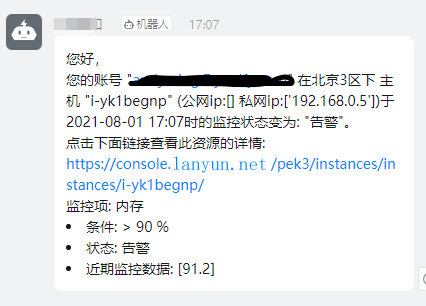 机器人 17:07
您好,
您的账号 " " 在北京3区下 主
机 "i-yk1begnp" (公网ip:[] 私网ip:['192.168.0.5'])于
2021-08-01 17:07时的监控状态变为: "告警"。
点击下面链接查看此资源的详情:
https://console.lanyun.net /pek3/instances/in
stances/i-yk1begnp/
监控项: 内存
• 条件: > 90 %
• 状态: 告警
• 近期监控数据: [91.2]